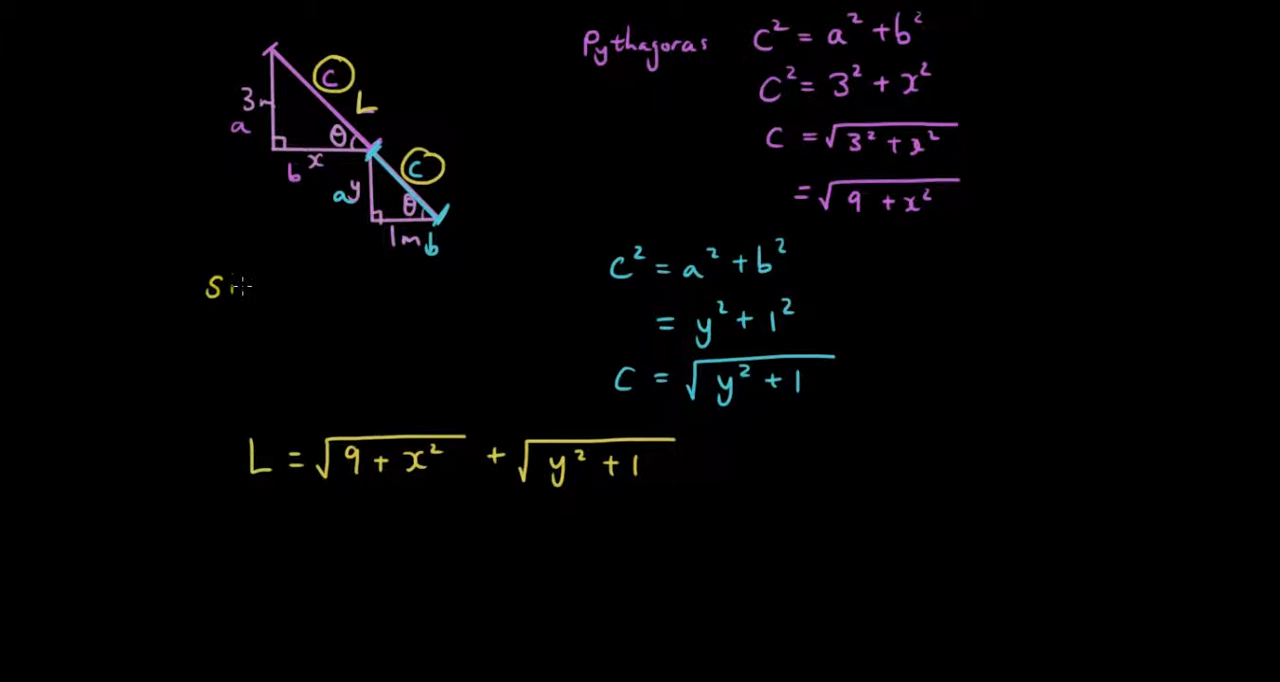 Pythagoras c² = a² + b²
c² = 3² + x²
c = √3² + x²
= √9 + x²
c
3m
L
a
θ
b x
c
a y
θ
1m b
c² = a² + b²
= y² + 1²
c = √y² + 1
L = √9 + x² + √y² + 1